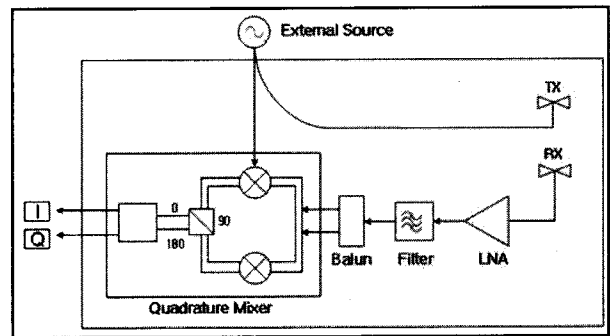 External Source
TX
RX
0
I
90
Q
180
Balun
Filter
LNA
Quadrature Mixer